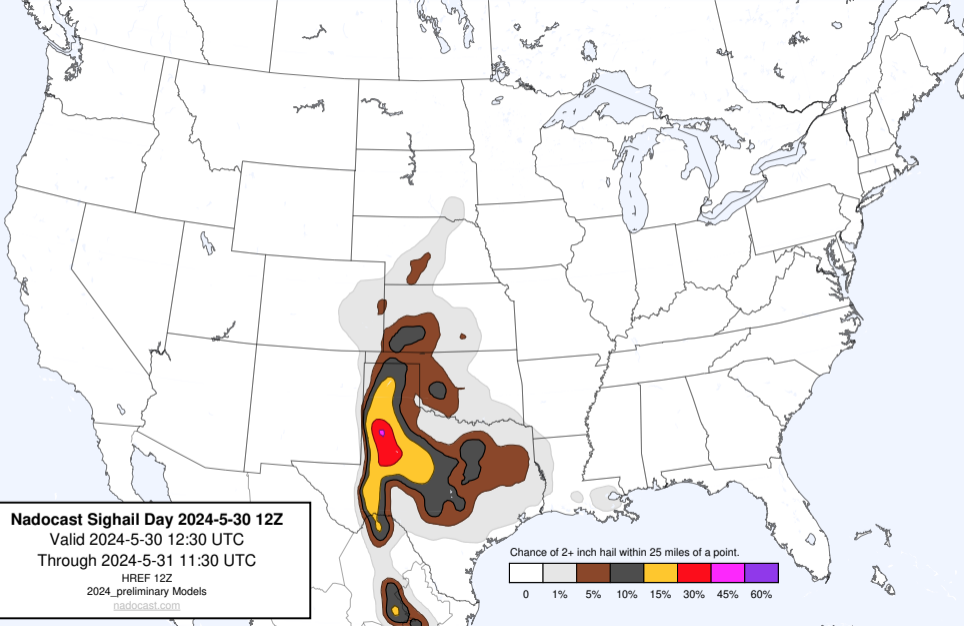 Nadocast Sighail Day 2024-5-30 12Z
Valid 2024-5-30 12:30 UTC
Through 2024-5-31 11:30 UTC
HREF 12Z
2024_preliminary Models
nadocast.com
Chance of 2+ inch hail within 25 miles of a point.
0 1% 5% 10% 15% 30% 45% 60%